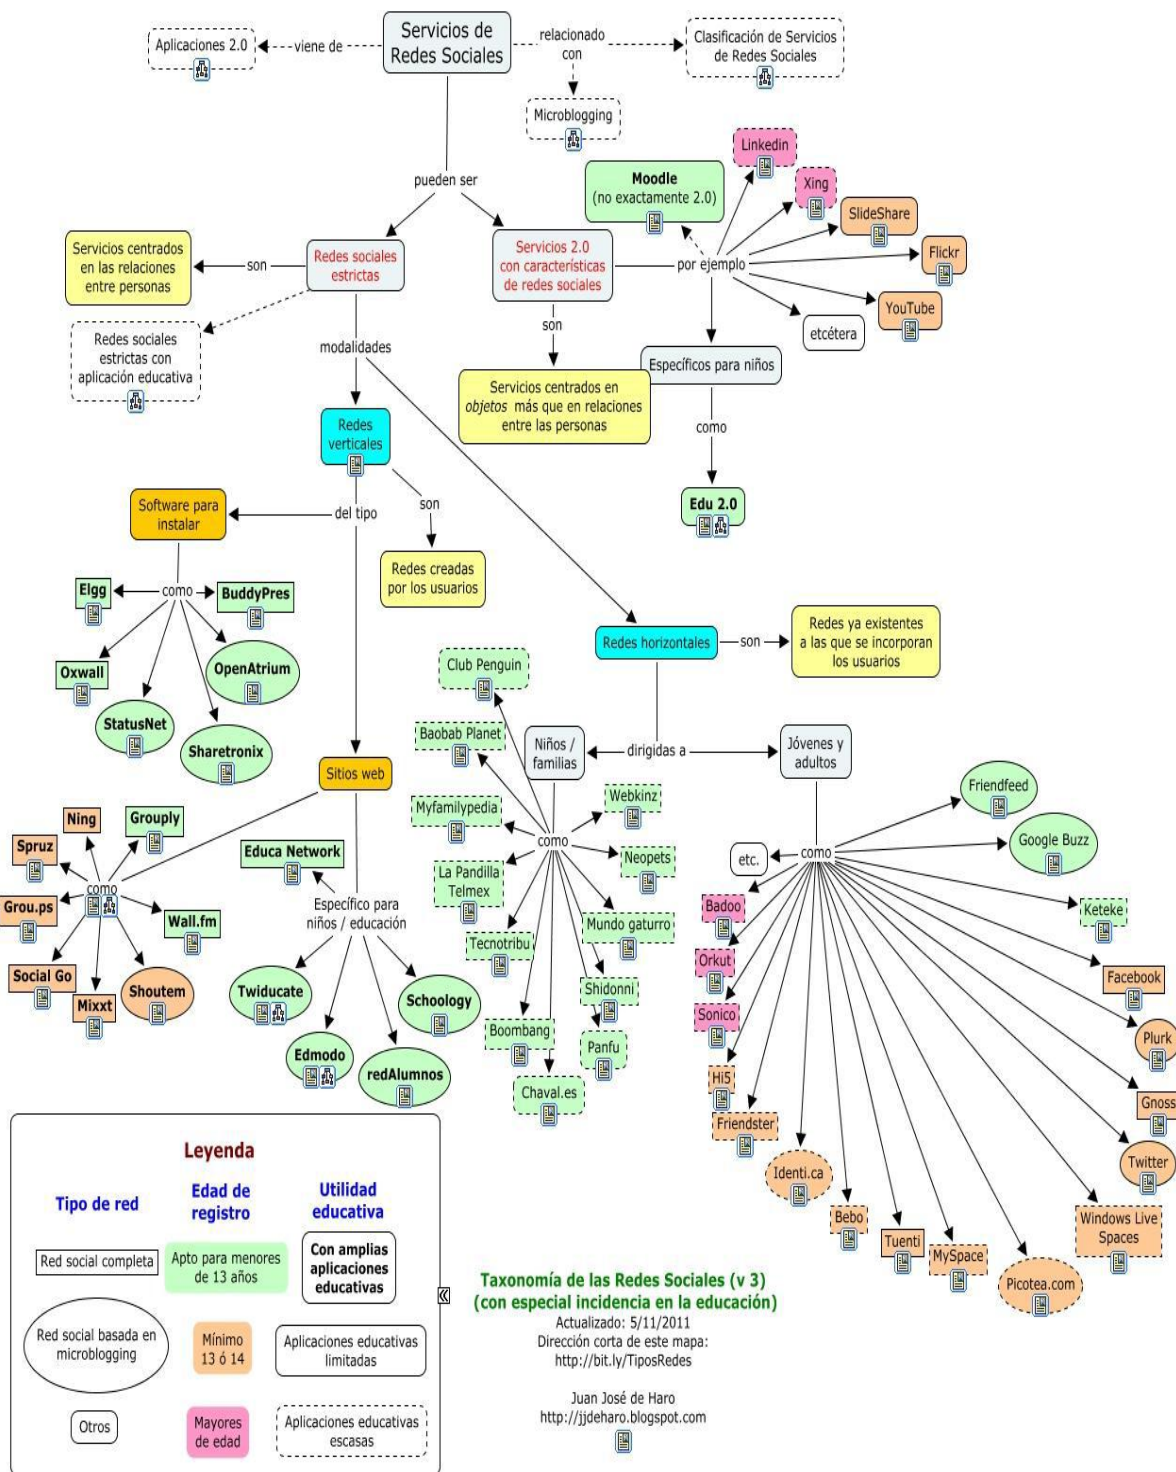 Servicios de
Redes Sociales
viene de
Aplicaciones 2.0
relacionado
con
Clasificación de Servicios
de Redes Sociales
Microblogging
pueden ser
Redes sociales
estrictas
son
Servicios centrados
en las relaciones
entre personas
Redes sociales
estrictas con
aplicación educativa
Servicios 2.0
con características
de redes sociales
son
Servicios centrados en
objetos más que en relaciones
entre las personas
por ejemplo
Moodle
(no exactamente 2.0)
Linkedin
Xing
SlideShare
Flickr
YouTube
etcétera
Específicos para niños
como
Edu 2.0
modalidades
Redes
verticales
son
Redes creadas
por los usuarios
del tipo
Software para
instalar
como
Elgg
BuddyPres
Oxwall
OpenAtrium
StatusNet
Sharetronix
Sitios web
como
Ning
Grouply
Spruz
Grou.ps
Wall.fm
Social Go
Mixxt
Shoutem
Específico para
niños / educación
Educa Network
Twiducate
Schoology
Edmodo
redAlumnos
Redes horizontales
son
Redes ya existentes
a las que se incorporan
los usuarios
dirigidas a
Niños /
familias
como
Club Penguin
Baobab Planet
Myfamilypedia
La Pandilla
Telmex
Tecnotribu
Boombang
Chaval.es
Webkinz
Neopets
Mundo gaturro
Shidonni
Panfu
Jóvenes y
adultos
como
etc.
Friendfeed
Google Buzz
Keteke
Facebook
Plurk
Gnoss
Twitter
Windows Live
Spaces
Picotea.com
MySpace
Tuenti
Bebo
Identi.ca
Friendster
Hi5
Sonico
Orkut
Badoo
Leyenda
Tipo de red
Edad de
registro
Utilidad
educativa
Red social completa
Apto para menores
de 13 años
Con amplias
aplicaciones
educativas
Red social basada en
microblogging
Mínimo
13 ó 14
Aplicaciones educativas
limitadas
Otros
Mayores
de edad
Aplicaciones educativas
escasas
Taxonomía de las Redes Sociales (v 3)
(con especial incidencia en la educación)
Actualizado: 5/11/2011
Dirección corta de este mapa:
http://bit.ly/TiposRedes
Juan José de Haro
http://jjdeharo.blogspot.com